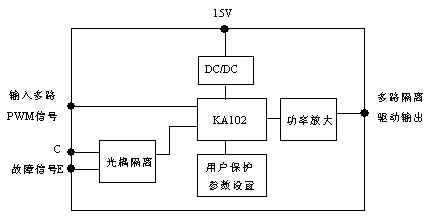 15V
DC/DC
输入多路
PWM信号
KA102
功率放大
多路隔离
驱动输出
C
故障信号E
光耦隔离
用户保护
参数设置